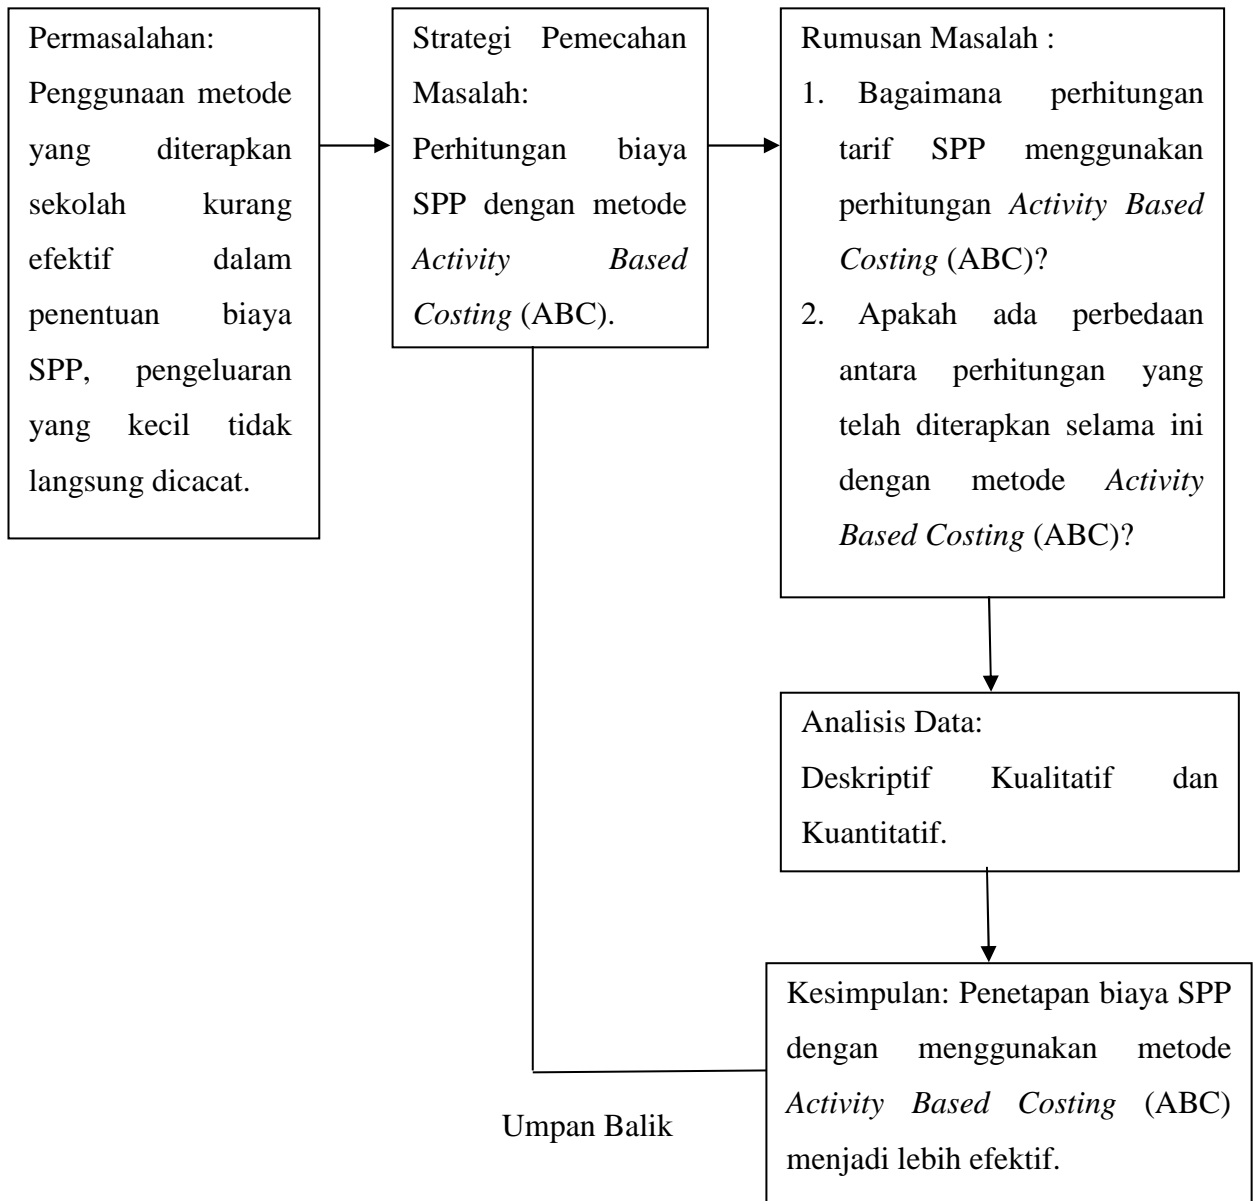 Permasalahan:
Penggunaan metode
yang diterapkan
sekolah kurang
efektif dalam
penentuan biaya
SPP, pengeluaran
yang kecil tidak
langsung dicacat.
Strategi Pemecahan
Masalah:
Perhitungan biaya
SPP dengan metode
Activity Based
Costing (ABC).
Rumusan Masalah :
1. Bagaimana perhitungan
tarif SPP menggunakan
perhitungan Activity Based
Costing (ABC)?
2. Apakah ada perbedaan
antara perhitungan yang
telah diterapkan selama ini
dengan metode Activity
Based Costing (ABC)?
Analisis Data:
Deskriptif Kualitatif dan
Kuantitatif.
Kesimpulan: Penetapan biaya SPP
dengan menggunakan metode
Activity Based Costing (ABC)
menjadi lebih efektif.
Umpan Balik